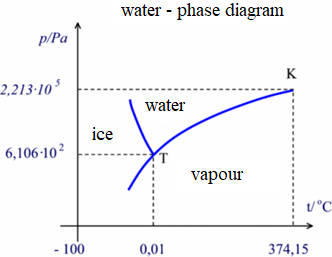 water - phase diagram
p/Pa
2,213·10⁵
K
water
ice
6,106·10²
T
vapour
t/°C
- 100
0,01
374,15